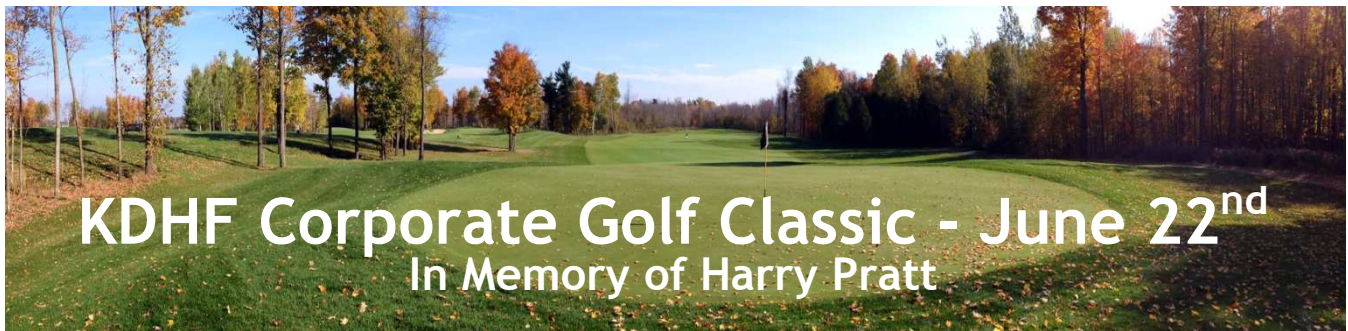 KDHF Corporate Golf Classic - June 22nd
In Memory of Harry Pratt